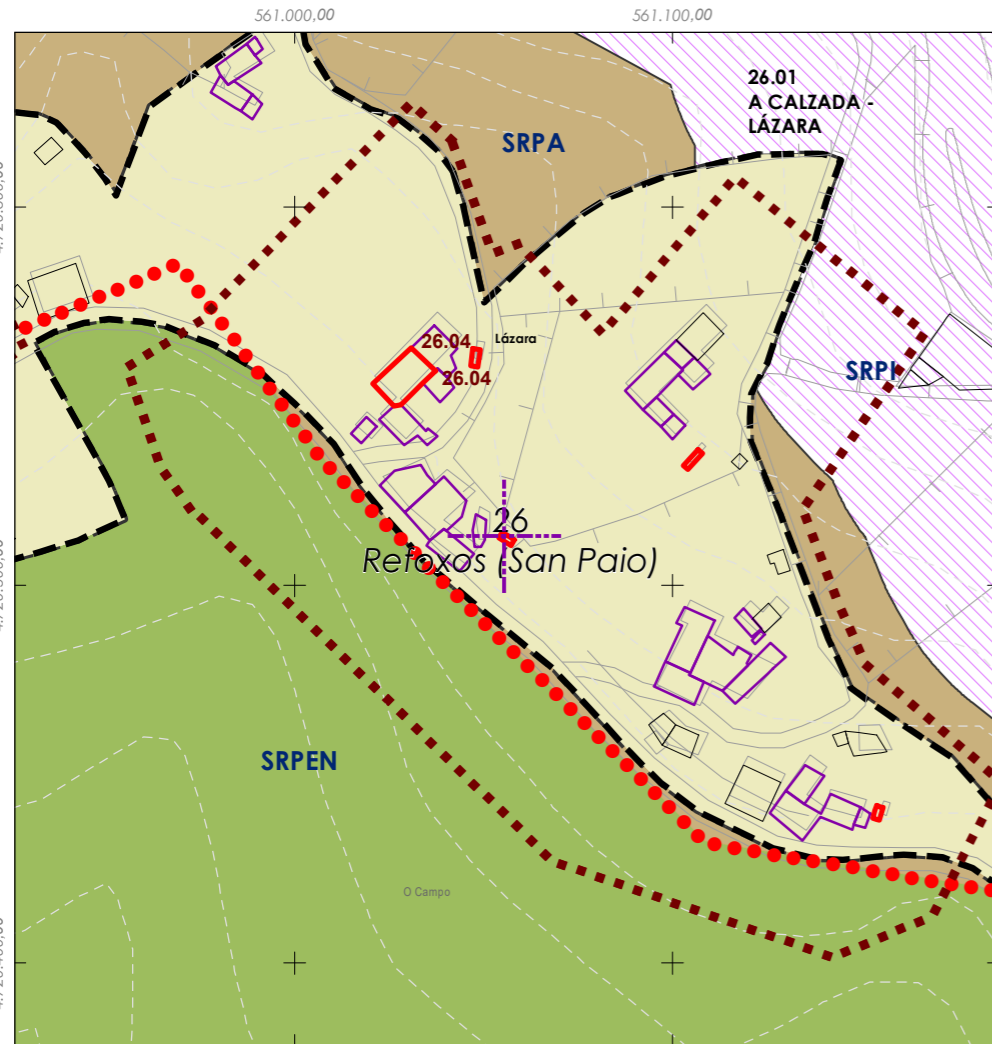 561.000,00
561.100,00
26.01
A CALZADA -
LÁZARA
SRPA
Lázara
26.04
26.04
SRPI
26
Refoxos (San Paio)
SRPEN
O Campo